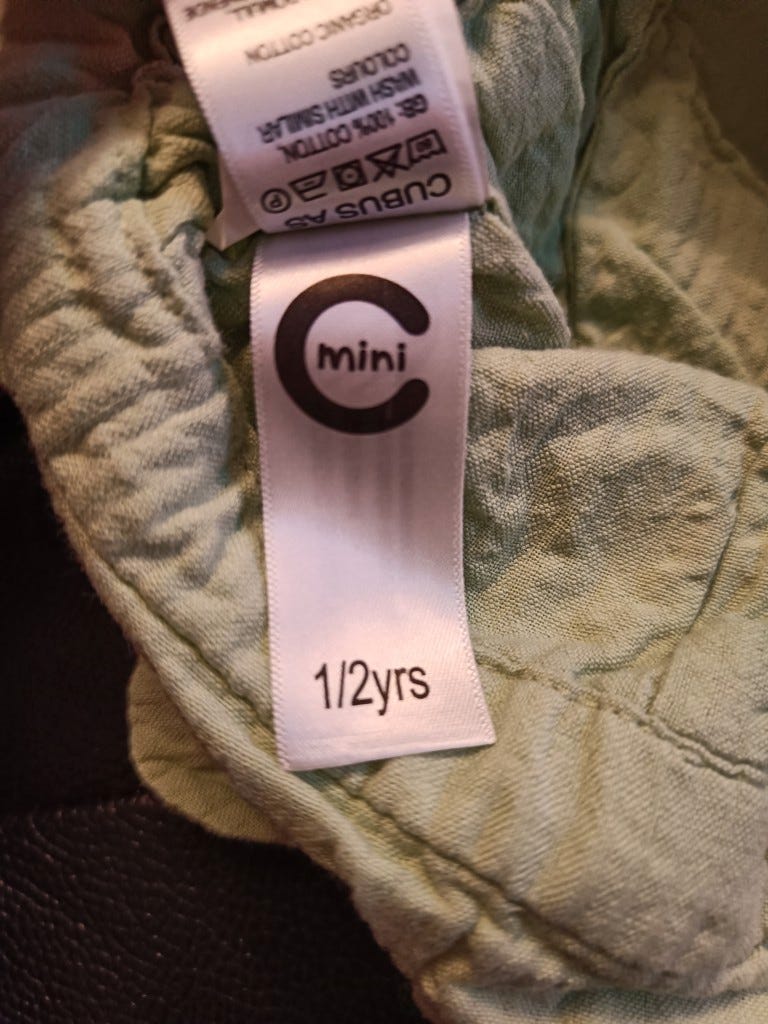 CUBUS AS
P
GB: 100% COTTON.
WASH WITH SIMILAR
COLOURS
ORGANIC COTTON
mini
1/2yrs